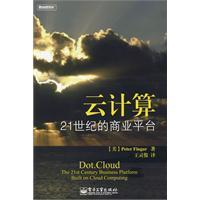 云计算
21世纪的商业平台
[美] Peter Fingar 著
王灵俊 译
Dot.Cloud
The 21st Century Business Platform
Built on Cloud Computing
电子工业出版社